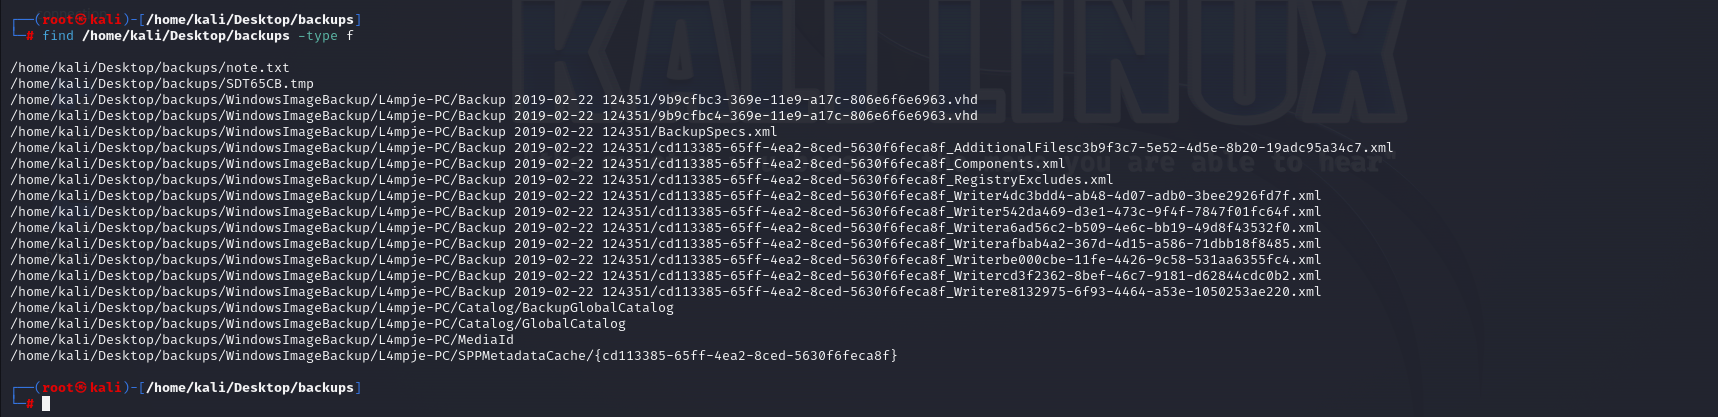 ┌──(root㉿kali)-[/home/kali/Desktop/backups]
└─# find /home/kali/Desktop/backups -type f
/home/kali/Desktop/backups/note.txt
/home/kali/Desktop/backups/SDT65CB.tmp
/home/kali/Desktop/backups/WindowsImageBackup/L4mpje-PC/Backup 2019-02-22 124351/9b9cfbc3-369e-11e9-a17c-806e6f6e6963.vhd
/home/kali/Desktop/backups/WindowsImageBackup/L4mpje-PC/Backup 2019-02-22 124351/9b9cfbc4-369e-11e9-a17c-806e6f6e6963.vhd
/home/kali/Desktop/backups/WindowsImageBackup/L4mpje-PC/Backup 2019-02-22 124351/BackupSpecs.xml
/home/kali/Desktop/backups/WindowsImageBackup/L4mpje-PC/Backup 2019-02-22 124351/cd113385-65ff-4ea2-8ced-5630f6feca8f_AdditionalFilesc3b9f3c7-5e52-4d5e-8b20-19adc95a34c7.xml
/home/kali/Desktop/backups/WindowsImageBackup/L4mpje-PC/Backup 2019-02-22 124351/cd113385-65ff-4ea2-8ced-5630f6feca8f_Components.xml
/home/kali/Desktop/backups/WindowsImageBackup/L4mpje-PC/Backup 2019-02-22 124351/cd113385-65ff-4ea2-8ced-5630f6feca8f_RegistryExcludes.xml
/home/kali/Desktop/backups/WindowsImageBackup/L4mpje-PC/Backup 2019-02-22 124351/cd113385-65ff-4ea2-8ced-5630f6feca8f_Writer4dc3bdd4-ab48-4d07-adb0-3bee2926fd7f.xml
/home/kali/Desktop/backups/WindowsImageBackup/L4mpje-PC/Backup 2019-02-22 124351/cd113385-65ff-4ea2-8ced-5630f6feca8f_Writer542da469-d3e1-473c-9f4f-7847f01fc64f.xml
/home/kali/Desktop/backups/WindowsImageBackup/L4mpje-PC/Backup 2019-02-22 124351/cd113385-65ff-4ea2-8ced-5630f6feca8f_Writera6ad56c2-b509-4e6c-bb19-49d8f43532f0.xml
/home/kali/Desktop/backups/WindowsImageBackup/L4mpje-PC/Backup 2019-02-22 124351/cd113385-65ff-4ea2-8ced-5630f6feca8f_Writerafbab4a2-367d-4d15-a586-71dbb18f8485.xml
/home/kali/Desktop/backups/WindowsImageBackup/L4mpje-PC/Backup 2019-02-22 124351/cd113385-65ff-4ea2-8ced-5630f6feca8f_Writerbe000cbe-11fe-4426-9c58-531aa6355fc4.xml
/home/kali/Desktop/backups/WindowsImageBackup/L4mpje-PC/Backup 2019-02-22 124351/cd113385-65ff-4ea2-8ced-5630f6feca8f_Writercd3f2362-8bef-46c7-9181-d62844cdc0b2.xml
/home/kali/Desktop/backups/WindowsImageBackup/L4mpje-PC/Backup 2019-02-22 124351/cd113385-65ff-4ea2-8ced-5630f6feca8f_Writere8132975-6f93-4464-a53e-1050253ae220.xml
/home/kali/Desktop/backups/WindowsImageBackup/L4mpje-PC/Catalog/BackupGlobalCatalog
/home/kali/Desktop/backups/WindowsImageBackup/L4mpje-PC/Catalog/GlobalCatalog
/home/kali/Desktop/backups/WindowsImageBackup/L4mpje-PC/MediaId
/home/kali/Desktop/backups/WindowsImageBackup/L4mpje-PC/SPPMetadataCache/{cd113385-65ff-4ea2-8ced-5630f6feca8f}
┌──(root㉿kali)-[/home/kali/Desktop/backups]
└─#
KALI LINUX
you are able to hear"